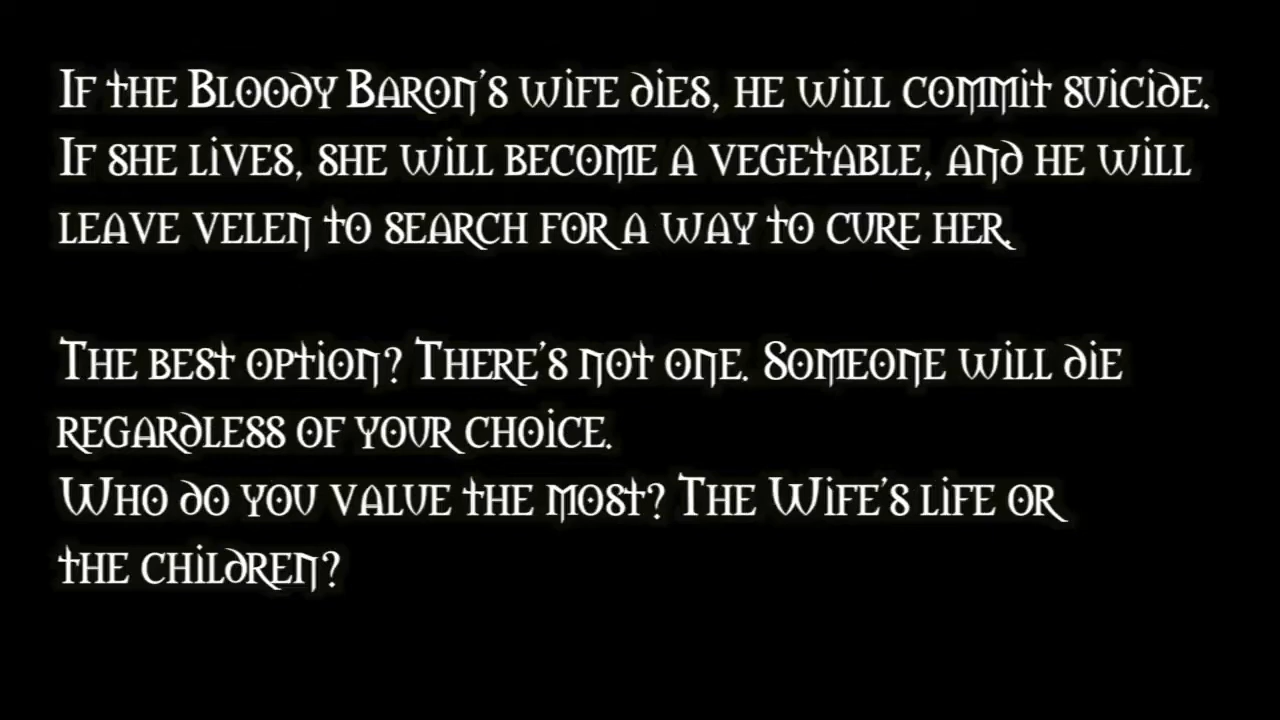 If the Bloody Baron's wife dies, he will commit suicide.
If she lives, she will become a vegetable, and he will
leave velen to search for a way to cure her.
The best option? There's not one. Someone will die
regardless of your choice.
Who do you value the most? The Wife's life or
the children?